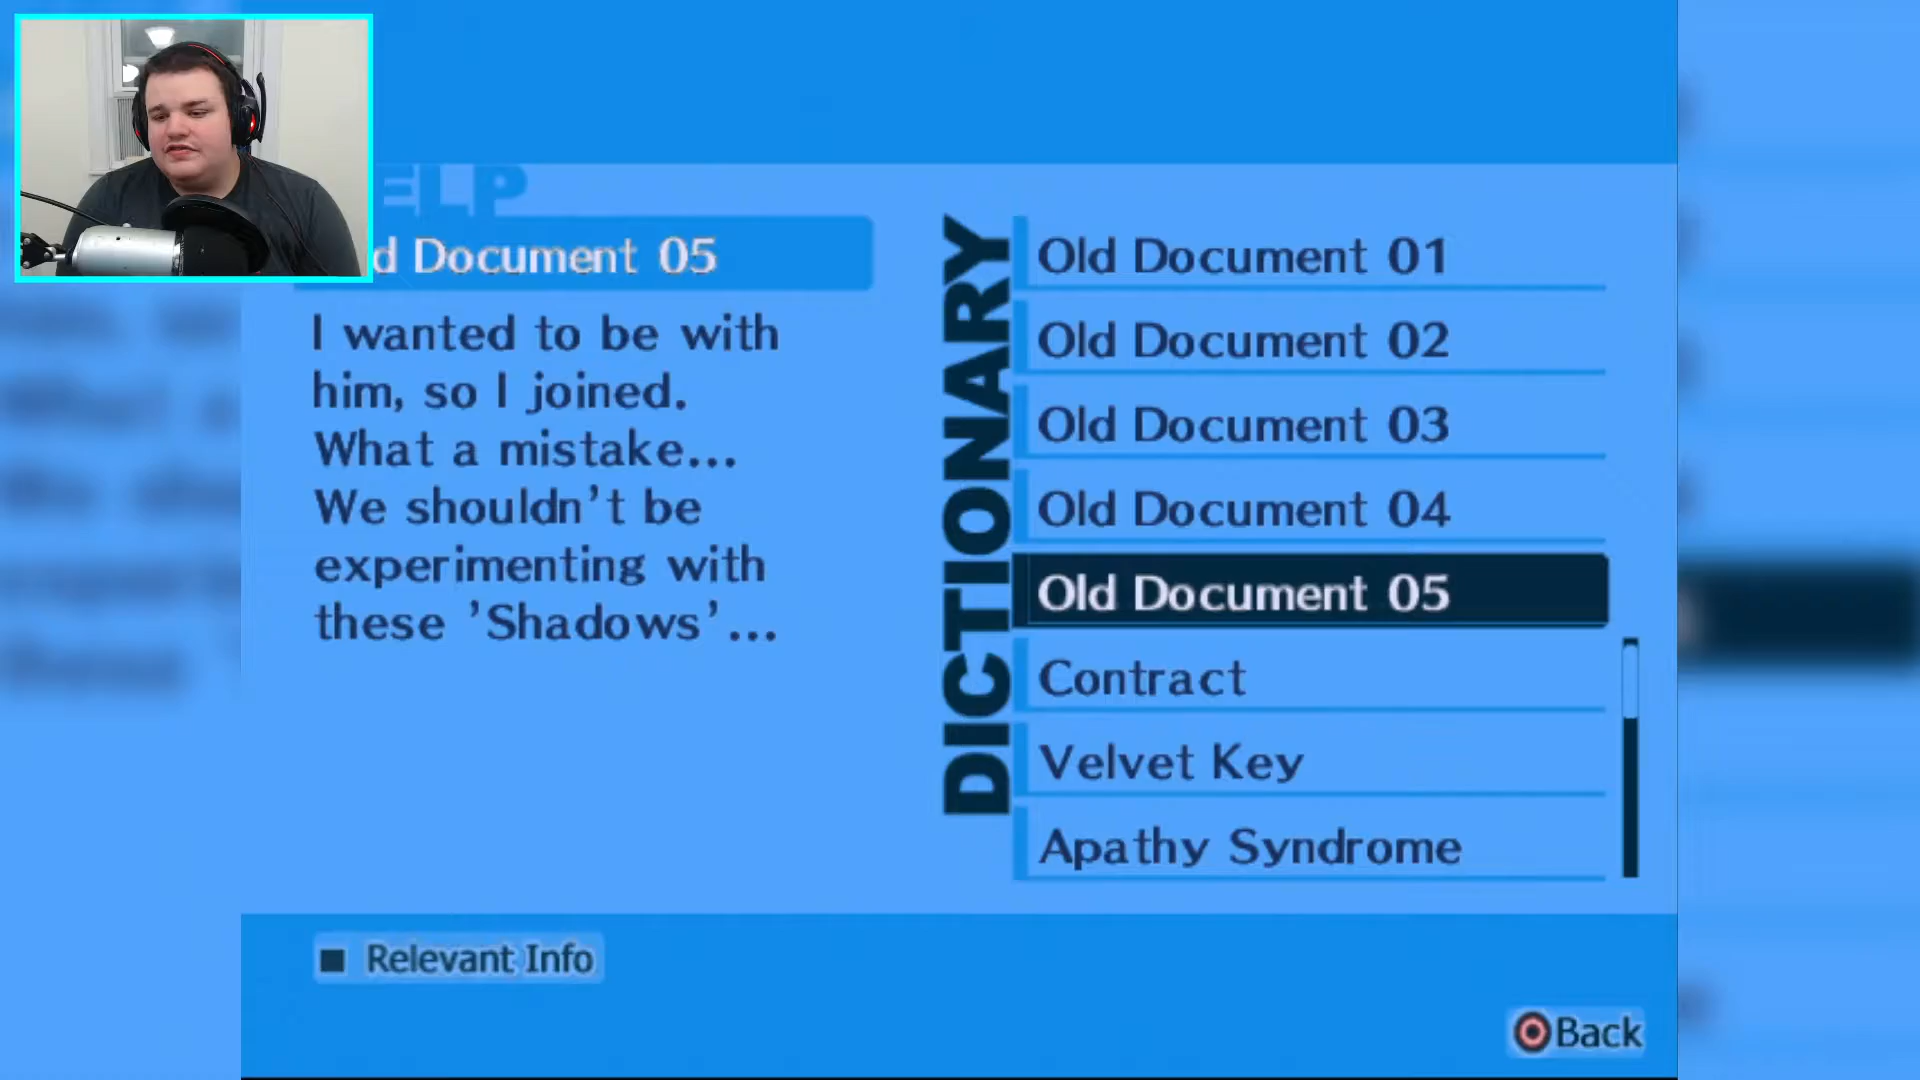 ELP
d Document 05
I wanted to be with
him, so I joined.
What a mistake...
We shouldn't be
experimenting with
these 'Shadows'...
DICTIONARY
Old Document 01
Old Document 02
Old Document 03
Old Document 04
Old Document 05
Contract
Velvet Key
Apathy Syndrome
Relevant Info
Back